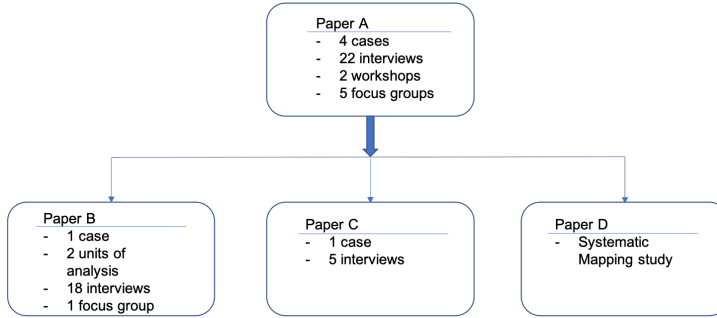 Paper A
- 4 cases
- 22 interviews
- 2 workshops
- 5 focus groups
Paper B
- 1 case
- 2 units of
analysis
- 18 interviews
- 1 focus group
Paper C
- 1 case
- 5 interviews
Paper D
- Systematic
Mapping study